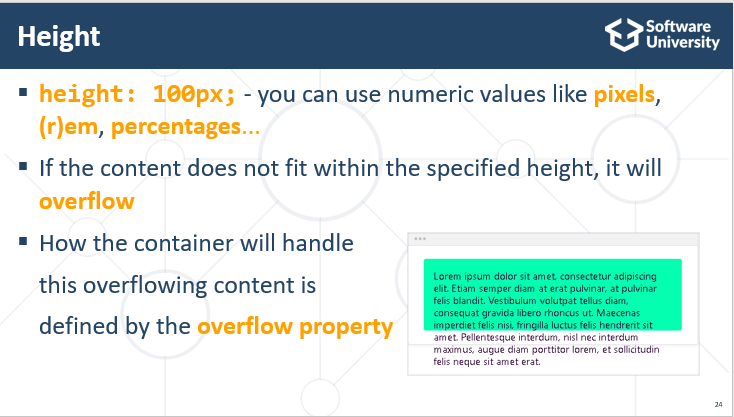 Height
Software
University
▪ height: 100px; - you can use numeric values like pixels,
(r)em, percentages...
▪ If the content does not fit within the specified height, it will
overflow
▪ How the container will handle
this overflowing content is
defined by the overflow property
Lorem ipsum dolor sit amet, consectetur adipiscing
elit. Etiam semper diam at erat pulvinar, at pulvinar
felis blandit. Vestibulum volutpat tellus diam,
consequat gravida libero rhoncus ut. Maecenas
imperdiet felis nisi, fringilla luctus felis hendrerit sit
amet. Pellentesque interdum, nisl nec interdum
maximus, augue diam porttitor lorem, et sollicitudin
felis neque sit amet erat.
24